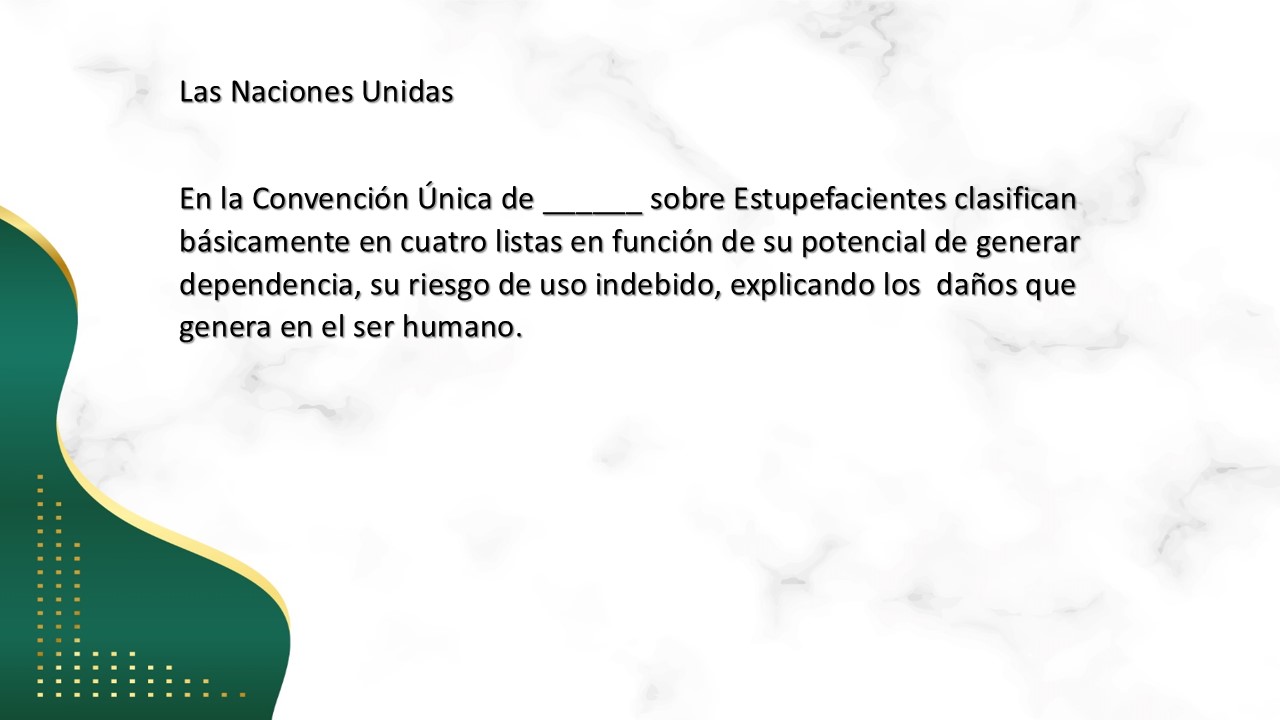 Las Naciones Unidas
En la Convención Única de ______ sobre Estupefacientes clasifican
básicamente en cuatro listas en función de su potencial de generar
dependencia, su riesgo de uso indebido, explicando los  daños que
genera en el ser humano.